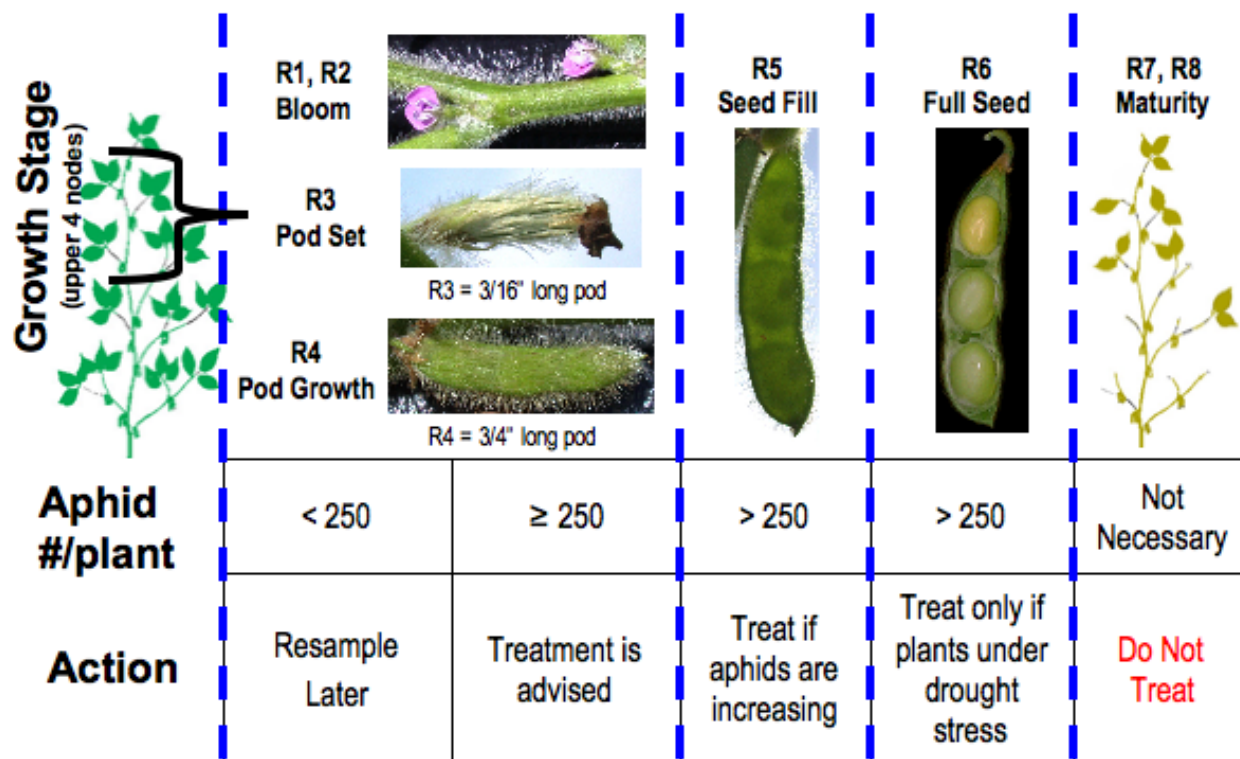 Growth Stage
(upper 4 nodes)
R1, R2
Bloom
R3
Pod Set
R3 = 3/16" long pod
R4
Pod Growth
R4 = 3/4" long pod
R5
Seed Fill
R6
Full Seed
R7, R8
Maturity
Aphid
#/plant
< 250
≥ 250
> 250
> 250
Not
Necessary
Action
Resample
Later
Treatment is
advised
Treat if
aphids are
increasing
Treat only if
plants under
drought
stress
Do Not
Treat